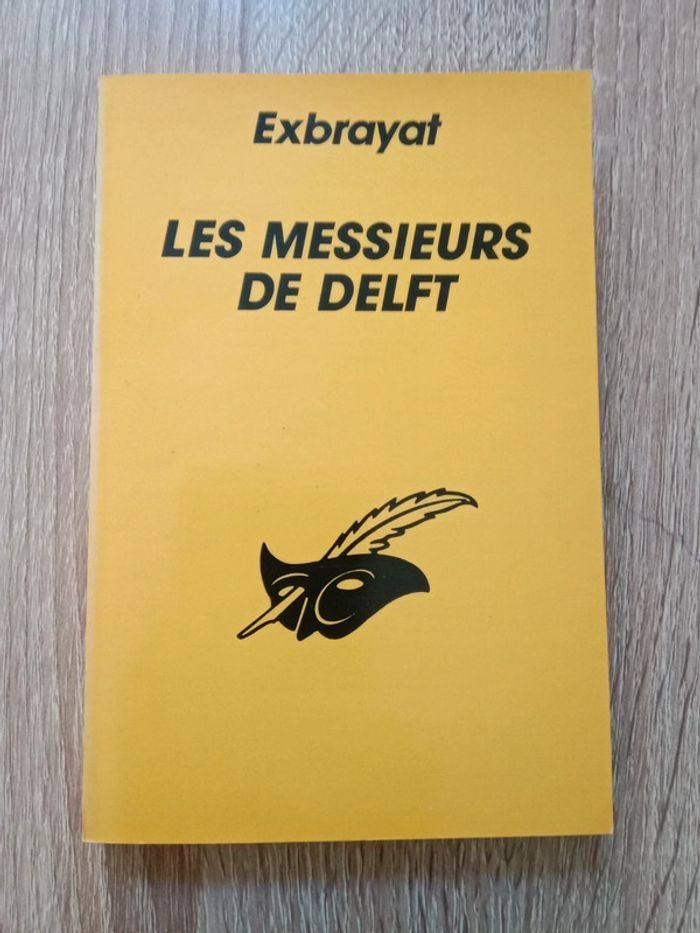 Exbrayat
LES MESSIEURS
DE DELFT